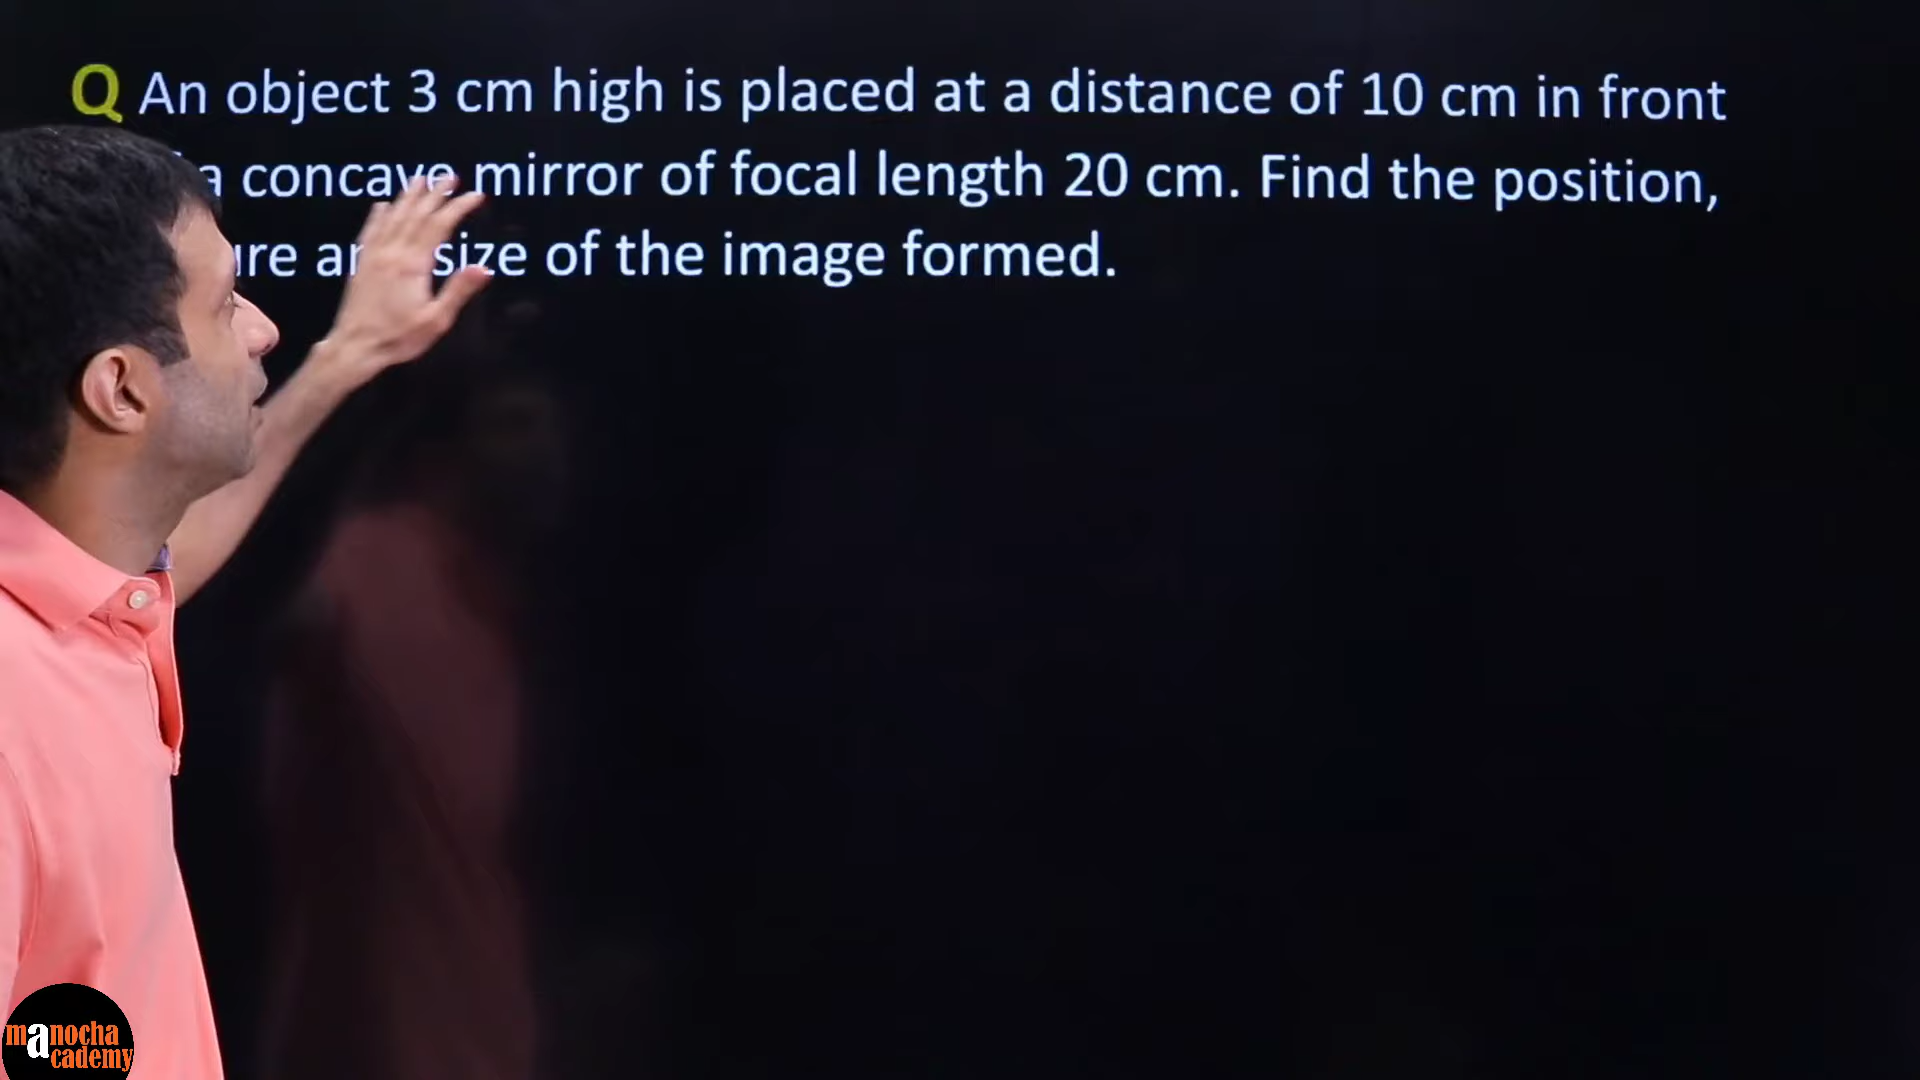 Q An object 3 cm high is placed at a distance of 10 cm in front
a concave mirror of focal length 20 cm. Find the position,
size of the image formed.
manocha
academy